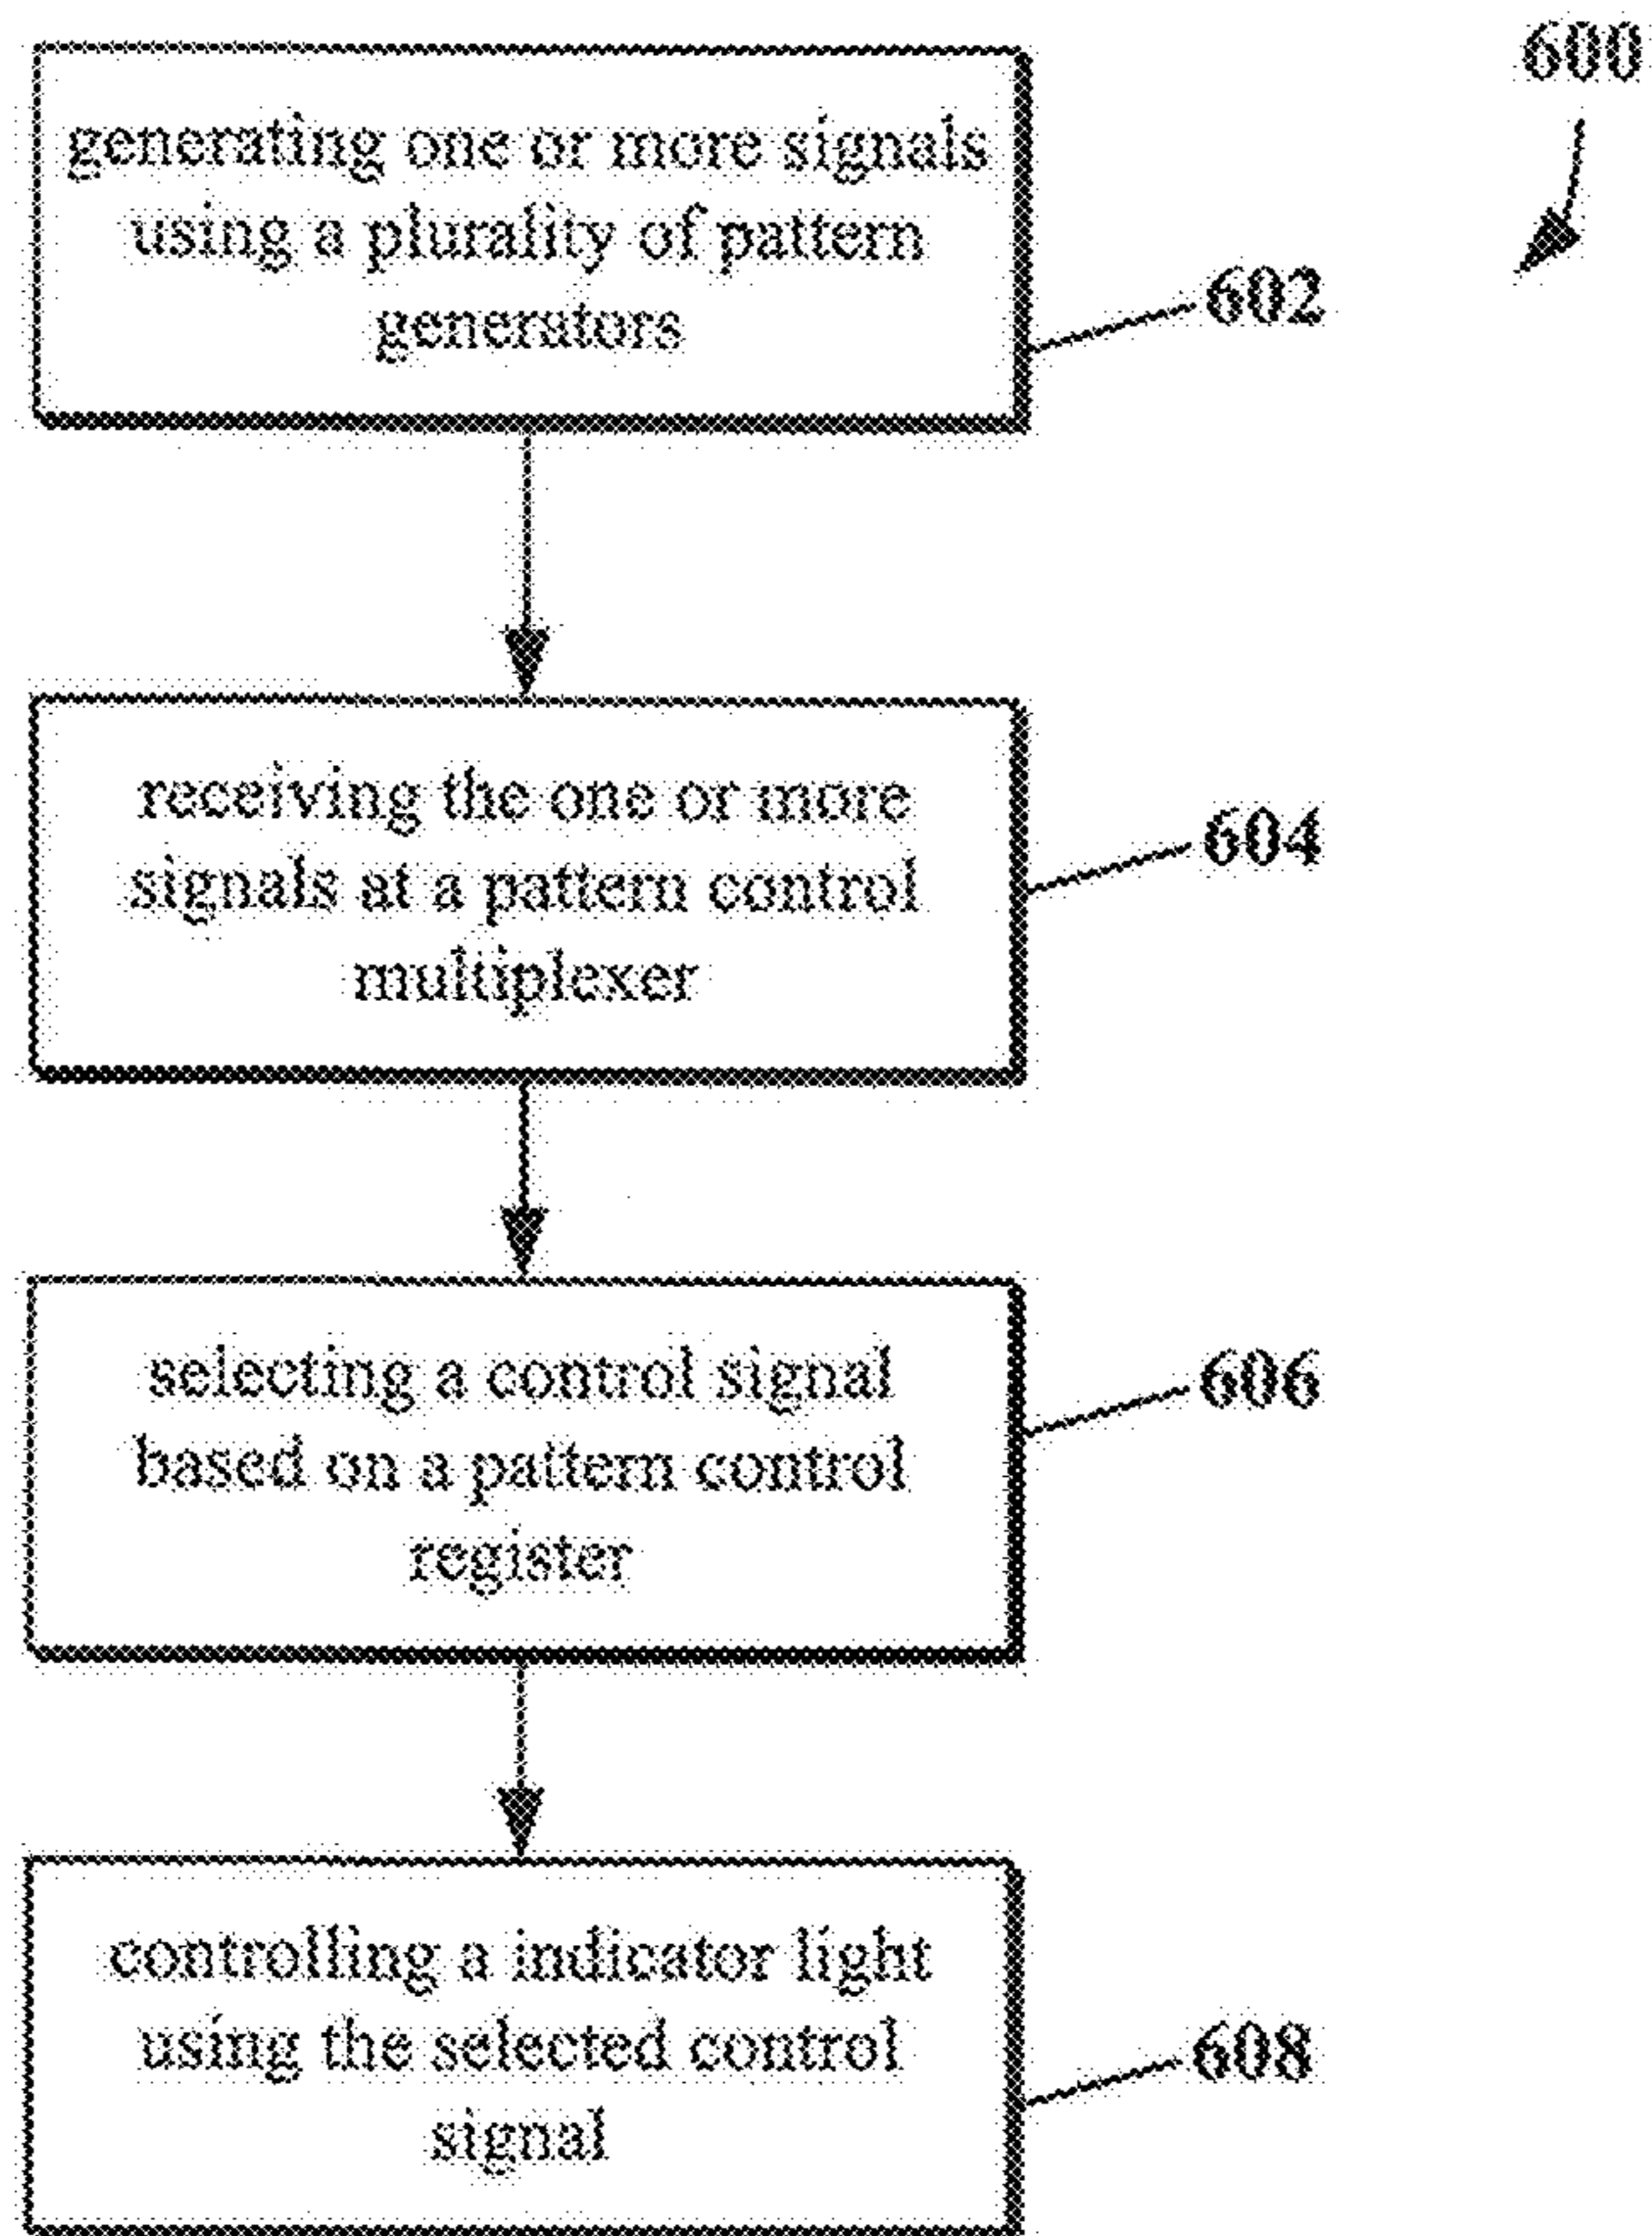 600
generating one or more signals
using a plurality of pattern
generators
602
receiving the one or more
signals at a pattern control
multiplexer
604
selecting a control signal
based on a pattern control
register
606
controlling a indicator light
using the selected control
signal
608